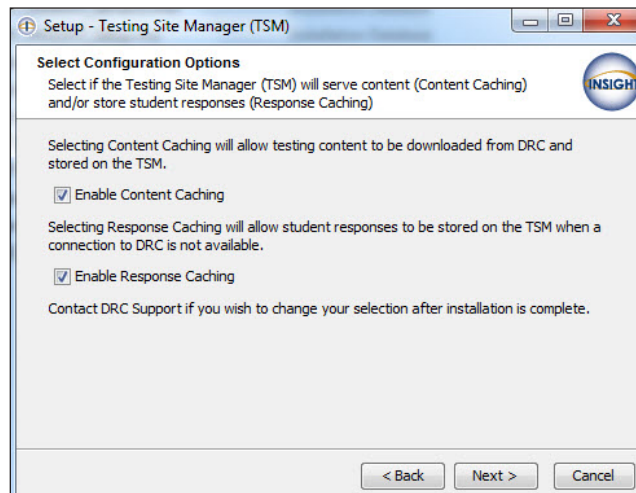 Setup - Testing Site Manager (TSM)
Select Configuration Options
Select if the Testing Site Manager (TSM) will serve content (Content Caching)
and/or store student responses (Response Caching)
INSIGHT
Selecting Content Caching will allow testing content to be downloaded from DRC and
stored on the TSM.
Enable Content Caching
Selecting Response Caching will allow student responses to be stored on the TSM when a
connection to DRC is not available.
Enable Response Caching
Contact DRC Support if you wish to change your selection after installation is complete.
< Back
Next >
Cancel